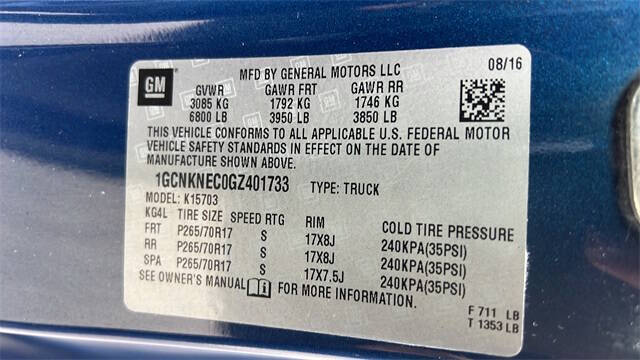 GM
MFD BY GENERAL MOTORS LLC 08/16
GVWR GAWR FRT GAWR RR
3085 KG 1792 KG 1746 KG
6800 LB 3950 LB 3850 LB
THIS VEHICLE CONFORMS TO ALL APPLICABLE U.S. FEDERAL MOTOR
VEHICLE SAFETY STANDARDS IN EFFECT ON THE DATE OF
MANUFACTURE SHOWN ABOVE.
1GCNKNEC0GZ401733 TYPE: TRUCK
MODEL: K15703
KG4L TIRE SIZE SPEED RTG RIM COLD TIRE PRESSURE
FRT P265/70R17 S 17X8J 240KPA(35PSI)
RR P265/70R17 S 17X8J 240KPA(35PSI)
SPA P265/70R17 S 17X7.5J 240KPA(35PSI)
SEE OWNER'S MANUAL FOR MORE INFORMATION.
F 711 LB
T 1353 LB